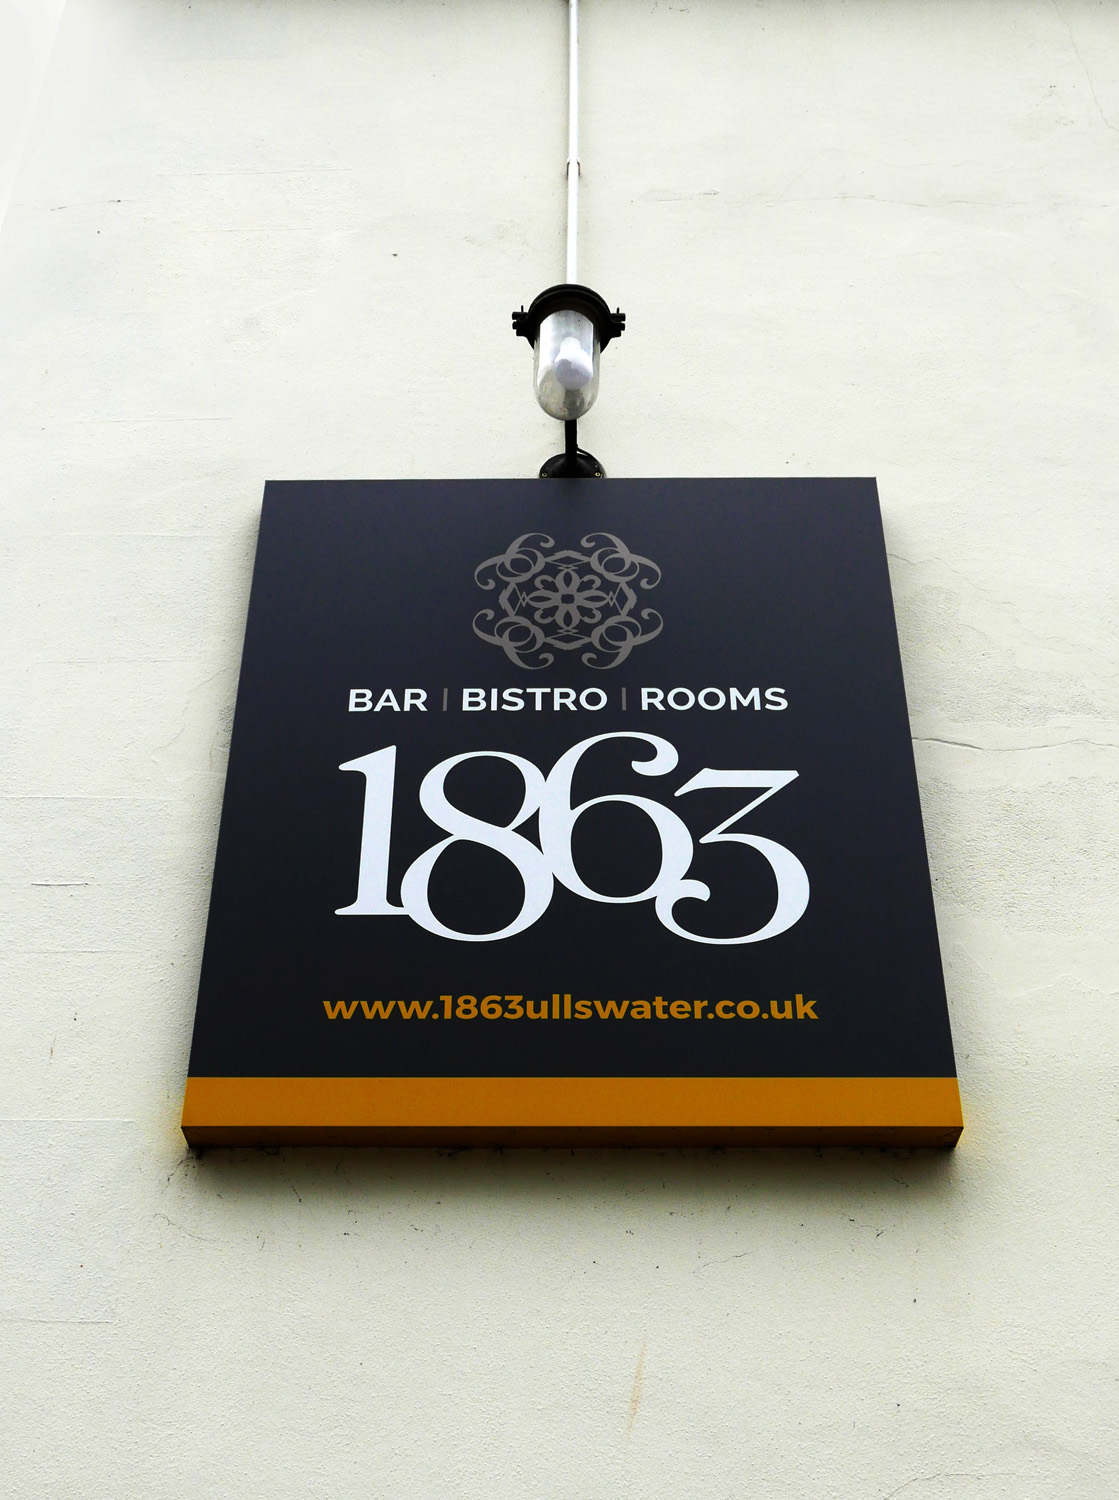 BAR | BISTRO | ROOMS
1863
www.1863ullswater.co.uk